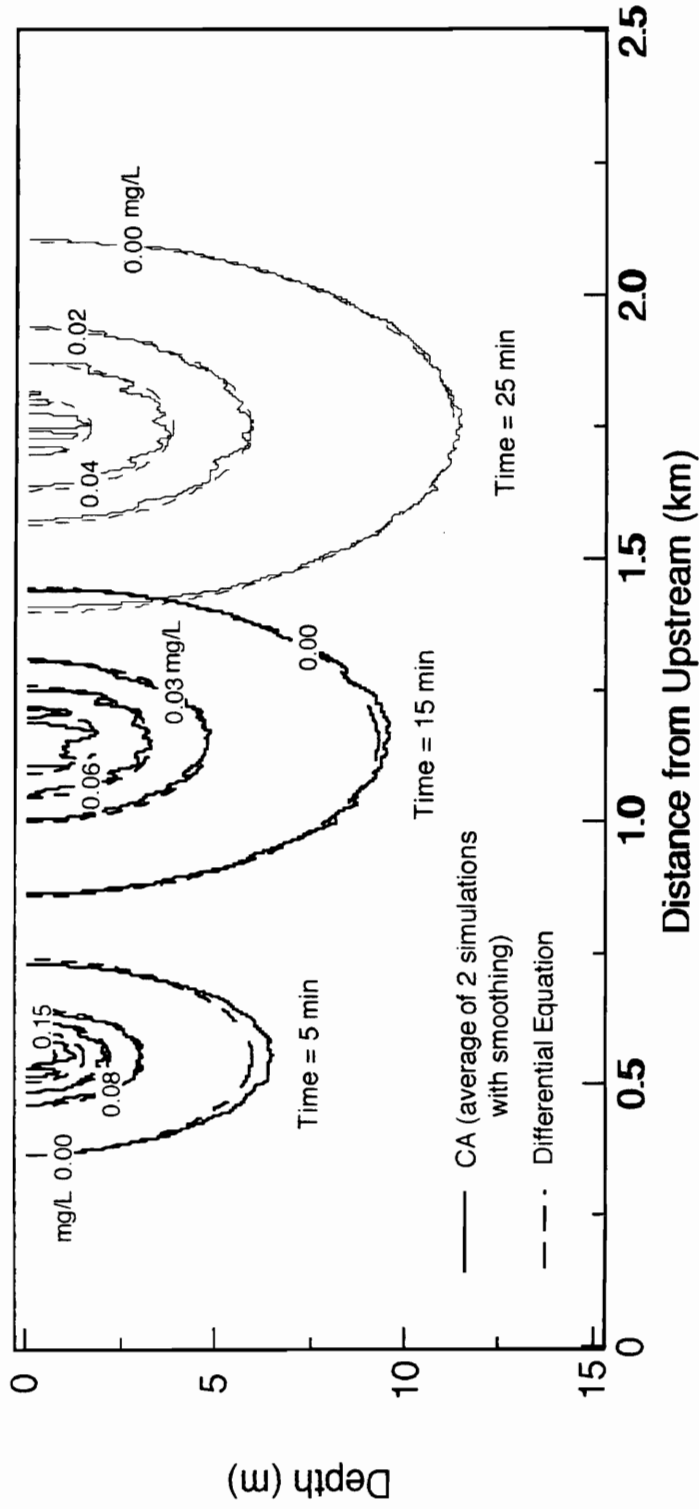 0
5
10
15
Depth (m)
mg/L 0.00
0.08
0.15
Time = 5 min
0.06
0.03 mg/L
0.00
Time = 15 min
0.04
0.02
0.00 mg/L
Time = 25 min
CA (average of 2 simulations
with smoothing)
Differential Equation
0
0.5
1.0
1.5
2.0
2.5
Distance from Upstream (km)